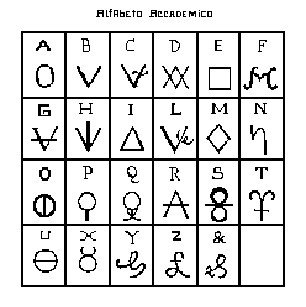 Alfabeto Accademico
A B C D E F
G H I L M N
O P Q R S T
U X Y Z &